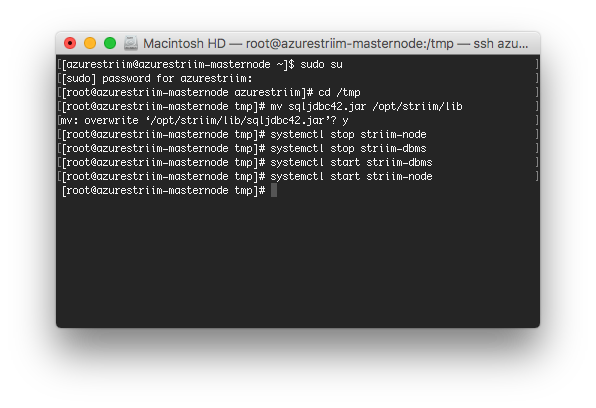 Macintosh HD — root@azurestriim-masternode:/tmp — ssh azu...
[[azurestriim@azurestriim-masternode ~]$ sudo su ]
[[sudo] password for azurestriim: ]
[[root@azurestriim-masternode azurestriim]# cd /tmp ]
[[root@azurestriim-masternode tmp]# mv sqljdbc42.jar /opt/striim/lib ]
[mv: overwrite ‘/opt/striim/lib/sqljdbc42.jar’? y ]
[[root@azurestriim-masternode tmp]# systemctl stop striim-node ]
[[root@azurestriim-masternode tmp]# systemctl stop striim-dbms ]
[[root@azurestriim-masternode tmp]# systemctl start striim-dbms ]
[[root@azurestriim-masternode tmp]# systemctl start striim-node ]
[root@azurestriim-masternode tmp]#